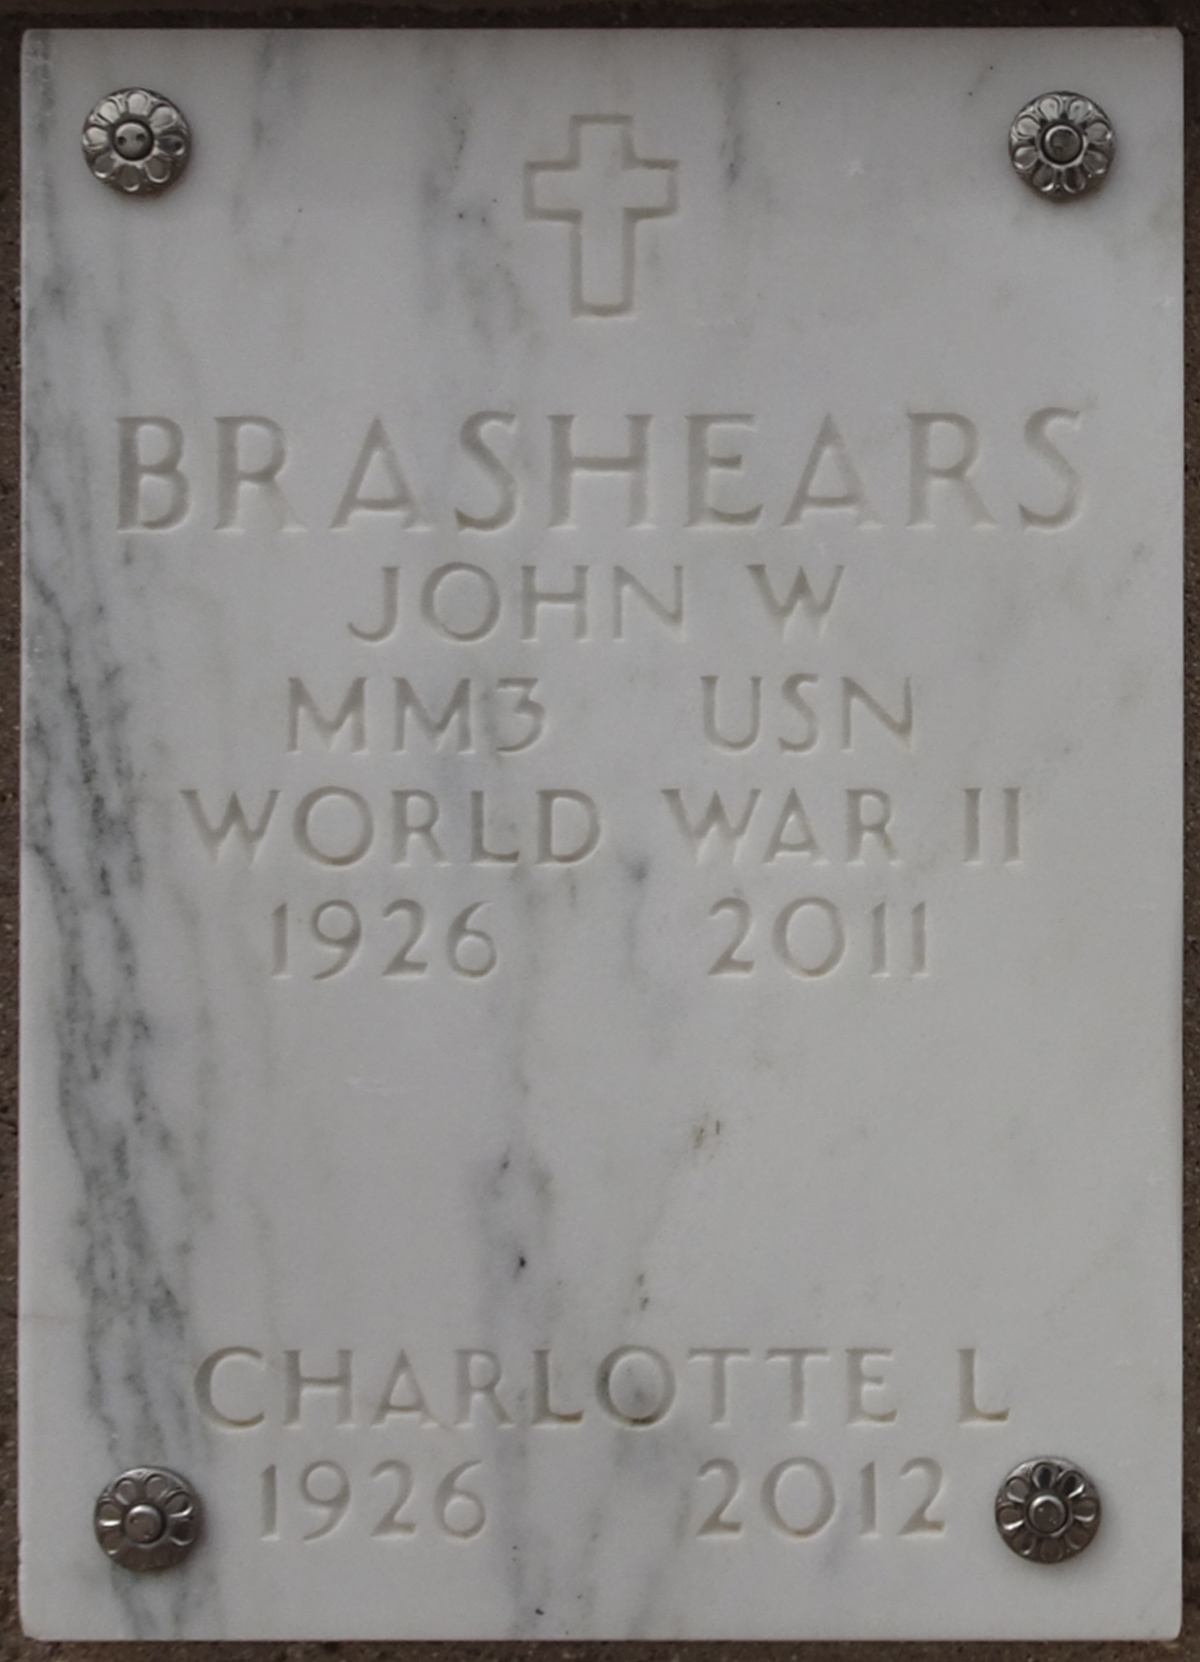 BRASHEARS
JOHN W
MM3 USN
WORLD WAR II
1926 2011
CHARLOTTE L
1926 2012